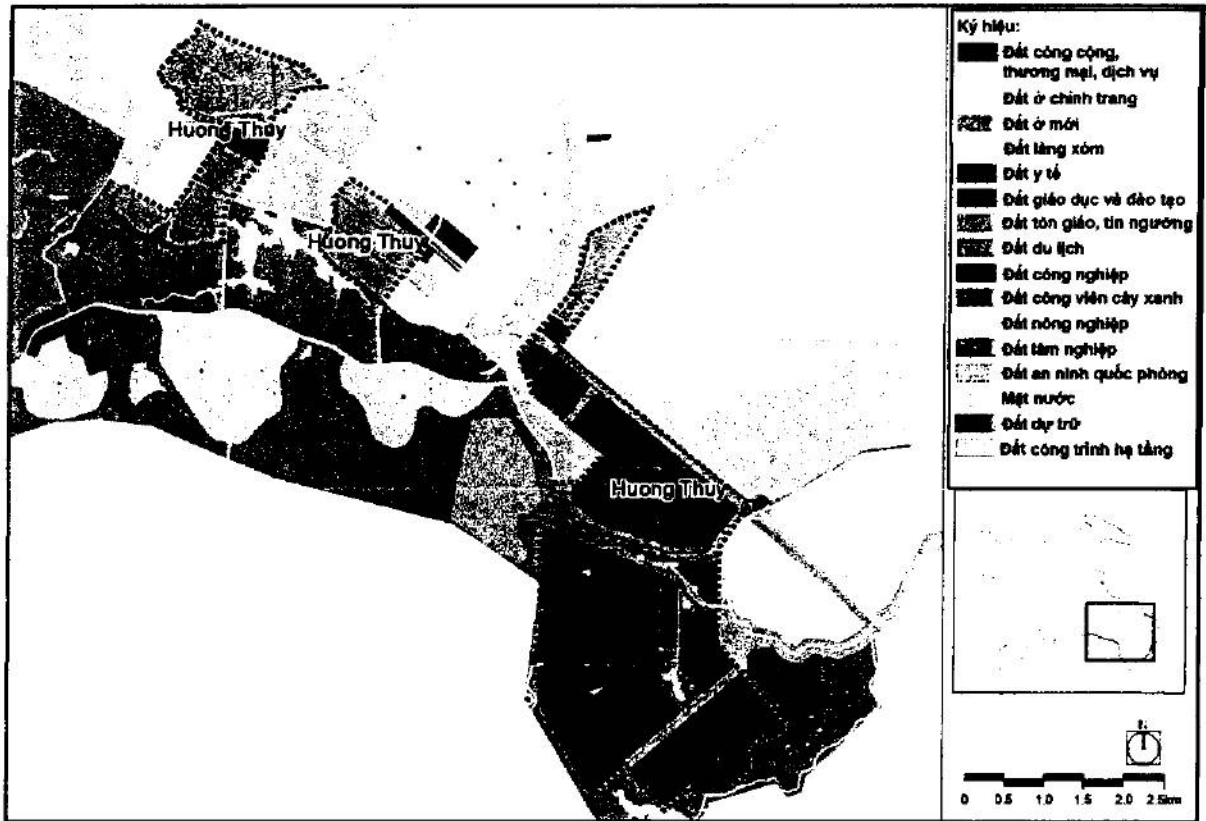 Huong Thủy
Huong Thủy
Huong Thủy
Ký hiệu:
Đất công cộng,
thương mại, dịch vụ
Đất ở chỉnh trang
Đất ở mới
Đất làng xóm
Đất y tế
Đất giáo dục và đào tạo
Đất tôn giáo, tín ngưỡng
Đất du lịch
Đất công nghiệp
Đất công viên cây xanh
Đất nông nghiệp
Đất lâm nghiệp
Đất an ninh quốc phòng
Mặt nước
Đất dự trữ
Đất công trình hạ tầng
0 0.5 1.0 1.5 2.0 2.5km